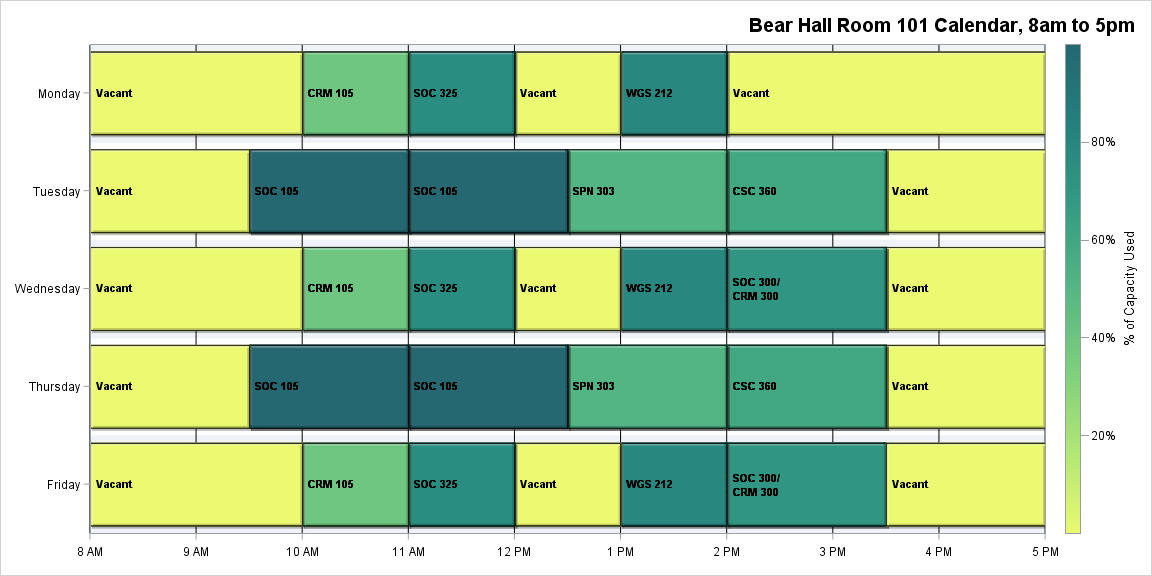 Bear Hall Room 101 Calendar, 8am to 5pm
Monday
Vacant
CRM 105
SOC 325
Vacant
WGS 212
Vacant
Tuesday
Vacant
SOC 105
SOC 105
SPN 303
CSC 360
Vacant
Wednesday
Vacant
CRM 105
SOC 325
Vacant
WGS 212
SOC 300/
CRM 300
Vacant
Thursday
Vacant
SOC 105
SOC 105
SPN 303
CSC 360
Vacant
Friday
Vacant
CRM 105
SOC 325
Vacant
WGS 212
SOC 300/
CRM 300
Vacant
8 AM
9 AM
10 AM
11 AM
12 PM
1 PM
2 PM
3 PM
4 PM
5 PM
80%
60%
40%
20%
% of Capacity Used